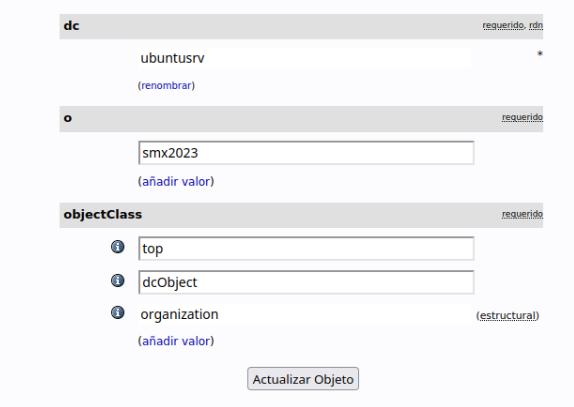 dc requerido, rdn
ubuntusrv *
(renombrar)
o requerido
smx2023
(añadir valor)
objectClass requerido
top
dcObject
organization (estructural)
(añadir valor)
Actualizar Objeto